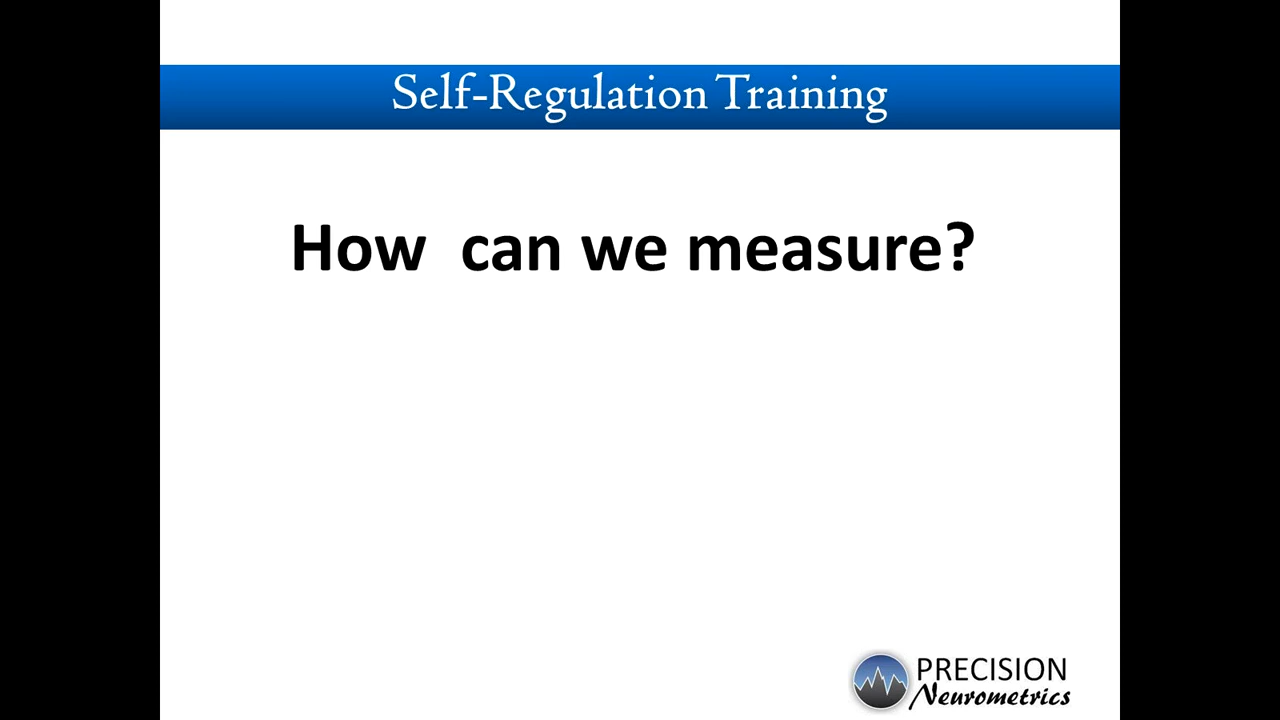 Self-Regulation Training
How  can we measure?
PRECISION
Neurometrics